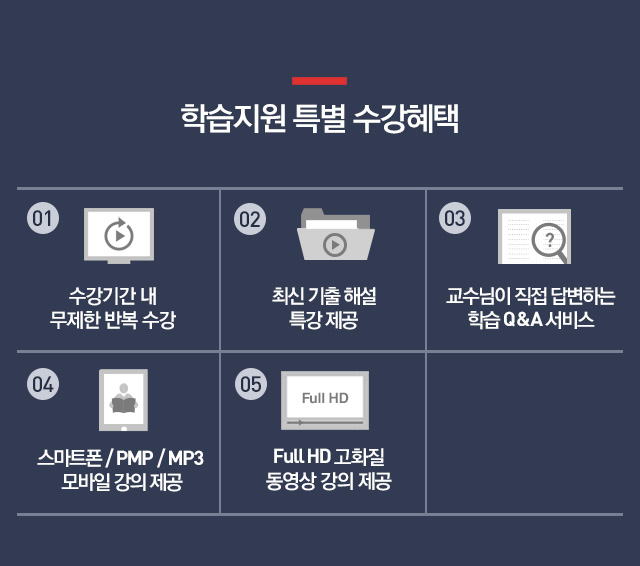 학습지원 특별 수강혜택
01
수강기간 내
무제한 반복 수강
02
최신 기출 해설
특강 제공
03
?
교수님이 직접 답변하는
학습 Q&A 서비스
04
스마트폰 / PMP / MP3
모바일 강의 제공
05
Full HD
Full HD 고화질
동영상 강의 제공